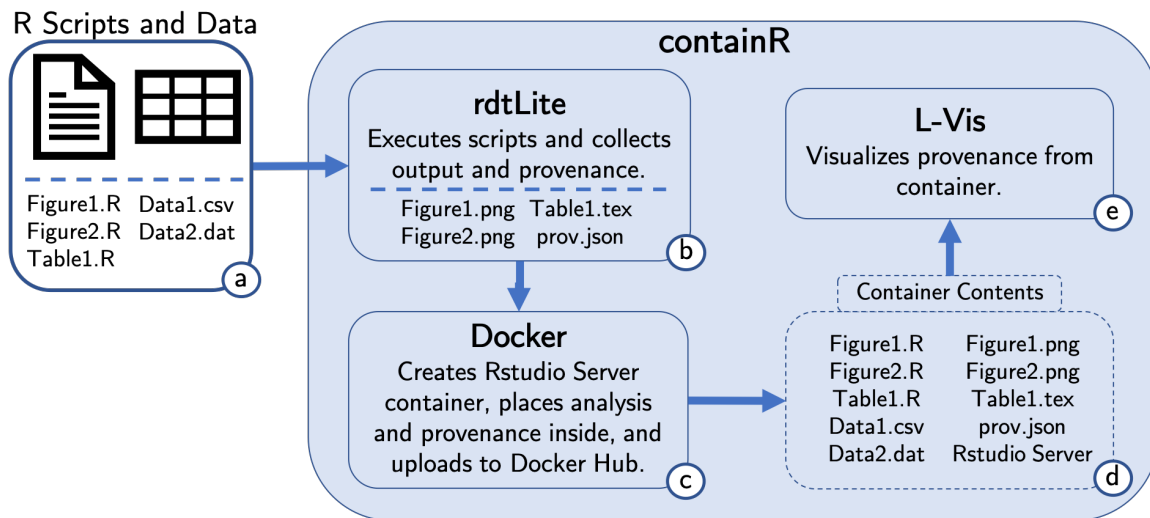 R Scripts and Data
Figure1.R Data1.csv
Figure2.R Data2.dat
Table1.R
a
containR
rdtLite
Executes scripts and collects
output and provenance.
Figure1.png Table1.tex
Figure2.png prov.json
b
Docker
Creates Rstudio Server
container, places analysis
and provenance inside, and
uploads to Docker Hub.
c
Container Contents
Figure1.R Figure1.png
Figure2.R Figure2.png
Table1.R Table1.tex
Data1.csv prov.json
Data2.dat Rstudio Server
d
L-Vis
Visualizes provenance from
container.
e